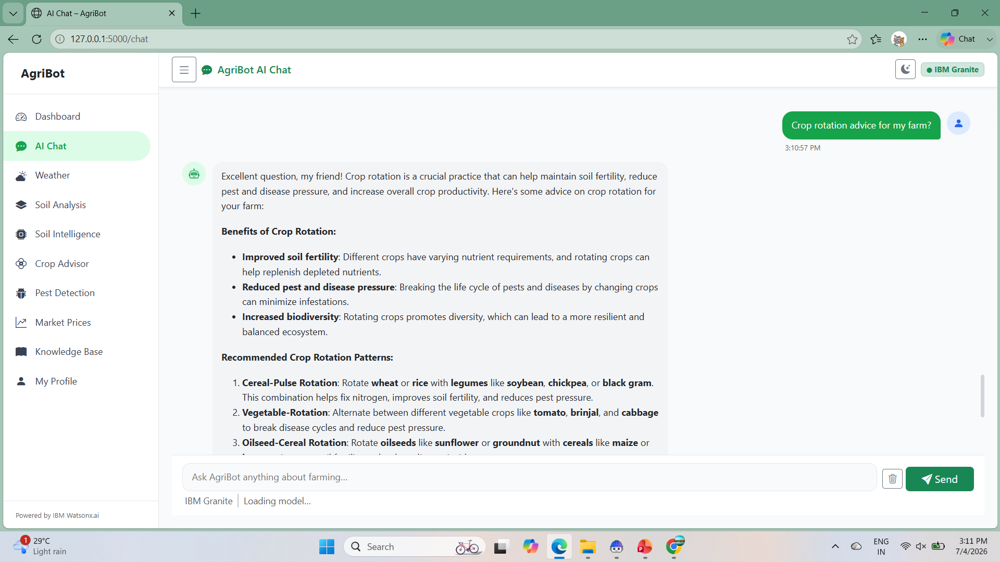 AI Chat – AgriBot
127.0.0.1:5000/chat
Chat
AgriBot
AgriBot AI Chat
IBM Granite
Dashboard
AI Chat
Weather
Soil Analysis
Soil Intelligence
Crop Advisor
Pest Detection
Market Prices
Knowledge Base
My Profile
Powered by IBM Watsonx.ai
Crop rotation advice for my farm?
3:10:57 PM
Excellent question, my friend! Crop rotation is a crucial practice that can help maintain soil fertility, reduce
pest and disease pressure, and increase overall crop productivity. Here's some advice on crop rotation for
your farm:
Benefits of Crop Rotation:
• Improved soil fertility: Different crops have varying nutrient requirements, and rotating crops can
help replenish depleted nutrients.
• Reduced pest and disease pressure: Breaking the life cycle of pests and diseases by changing crops
can minimize infestations.
• Increased biodiversity: Rotating crops promotes diversity, which can lead to a more resilient and
balanced ecosystem.
Recommended Crop Rotation Patterns:
1. Cereal-Pulse Rotation: Rotate wheat or rice with legumes like soybean, chickpea, or black gram.
This combination helps fix nitrogen, improves soil fertility, and reduces pest pressure.
2. Vegetable-Rotation: Alternate between different vegetable crops like tomato, brinjal, and cabbage
to break disease cycles and reduce pest pressure.
3. Oilseed-Cereal Rotation: Rotate oilseeds like sunflower or groundnut with cereals like maize or
Ask AgriBot anything about farming...
Send
IBM Granite
Loading model...
1
29°C
Light rain
Search
ENG
IN
3:11 PM
7/4/2026